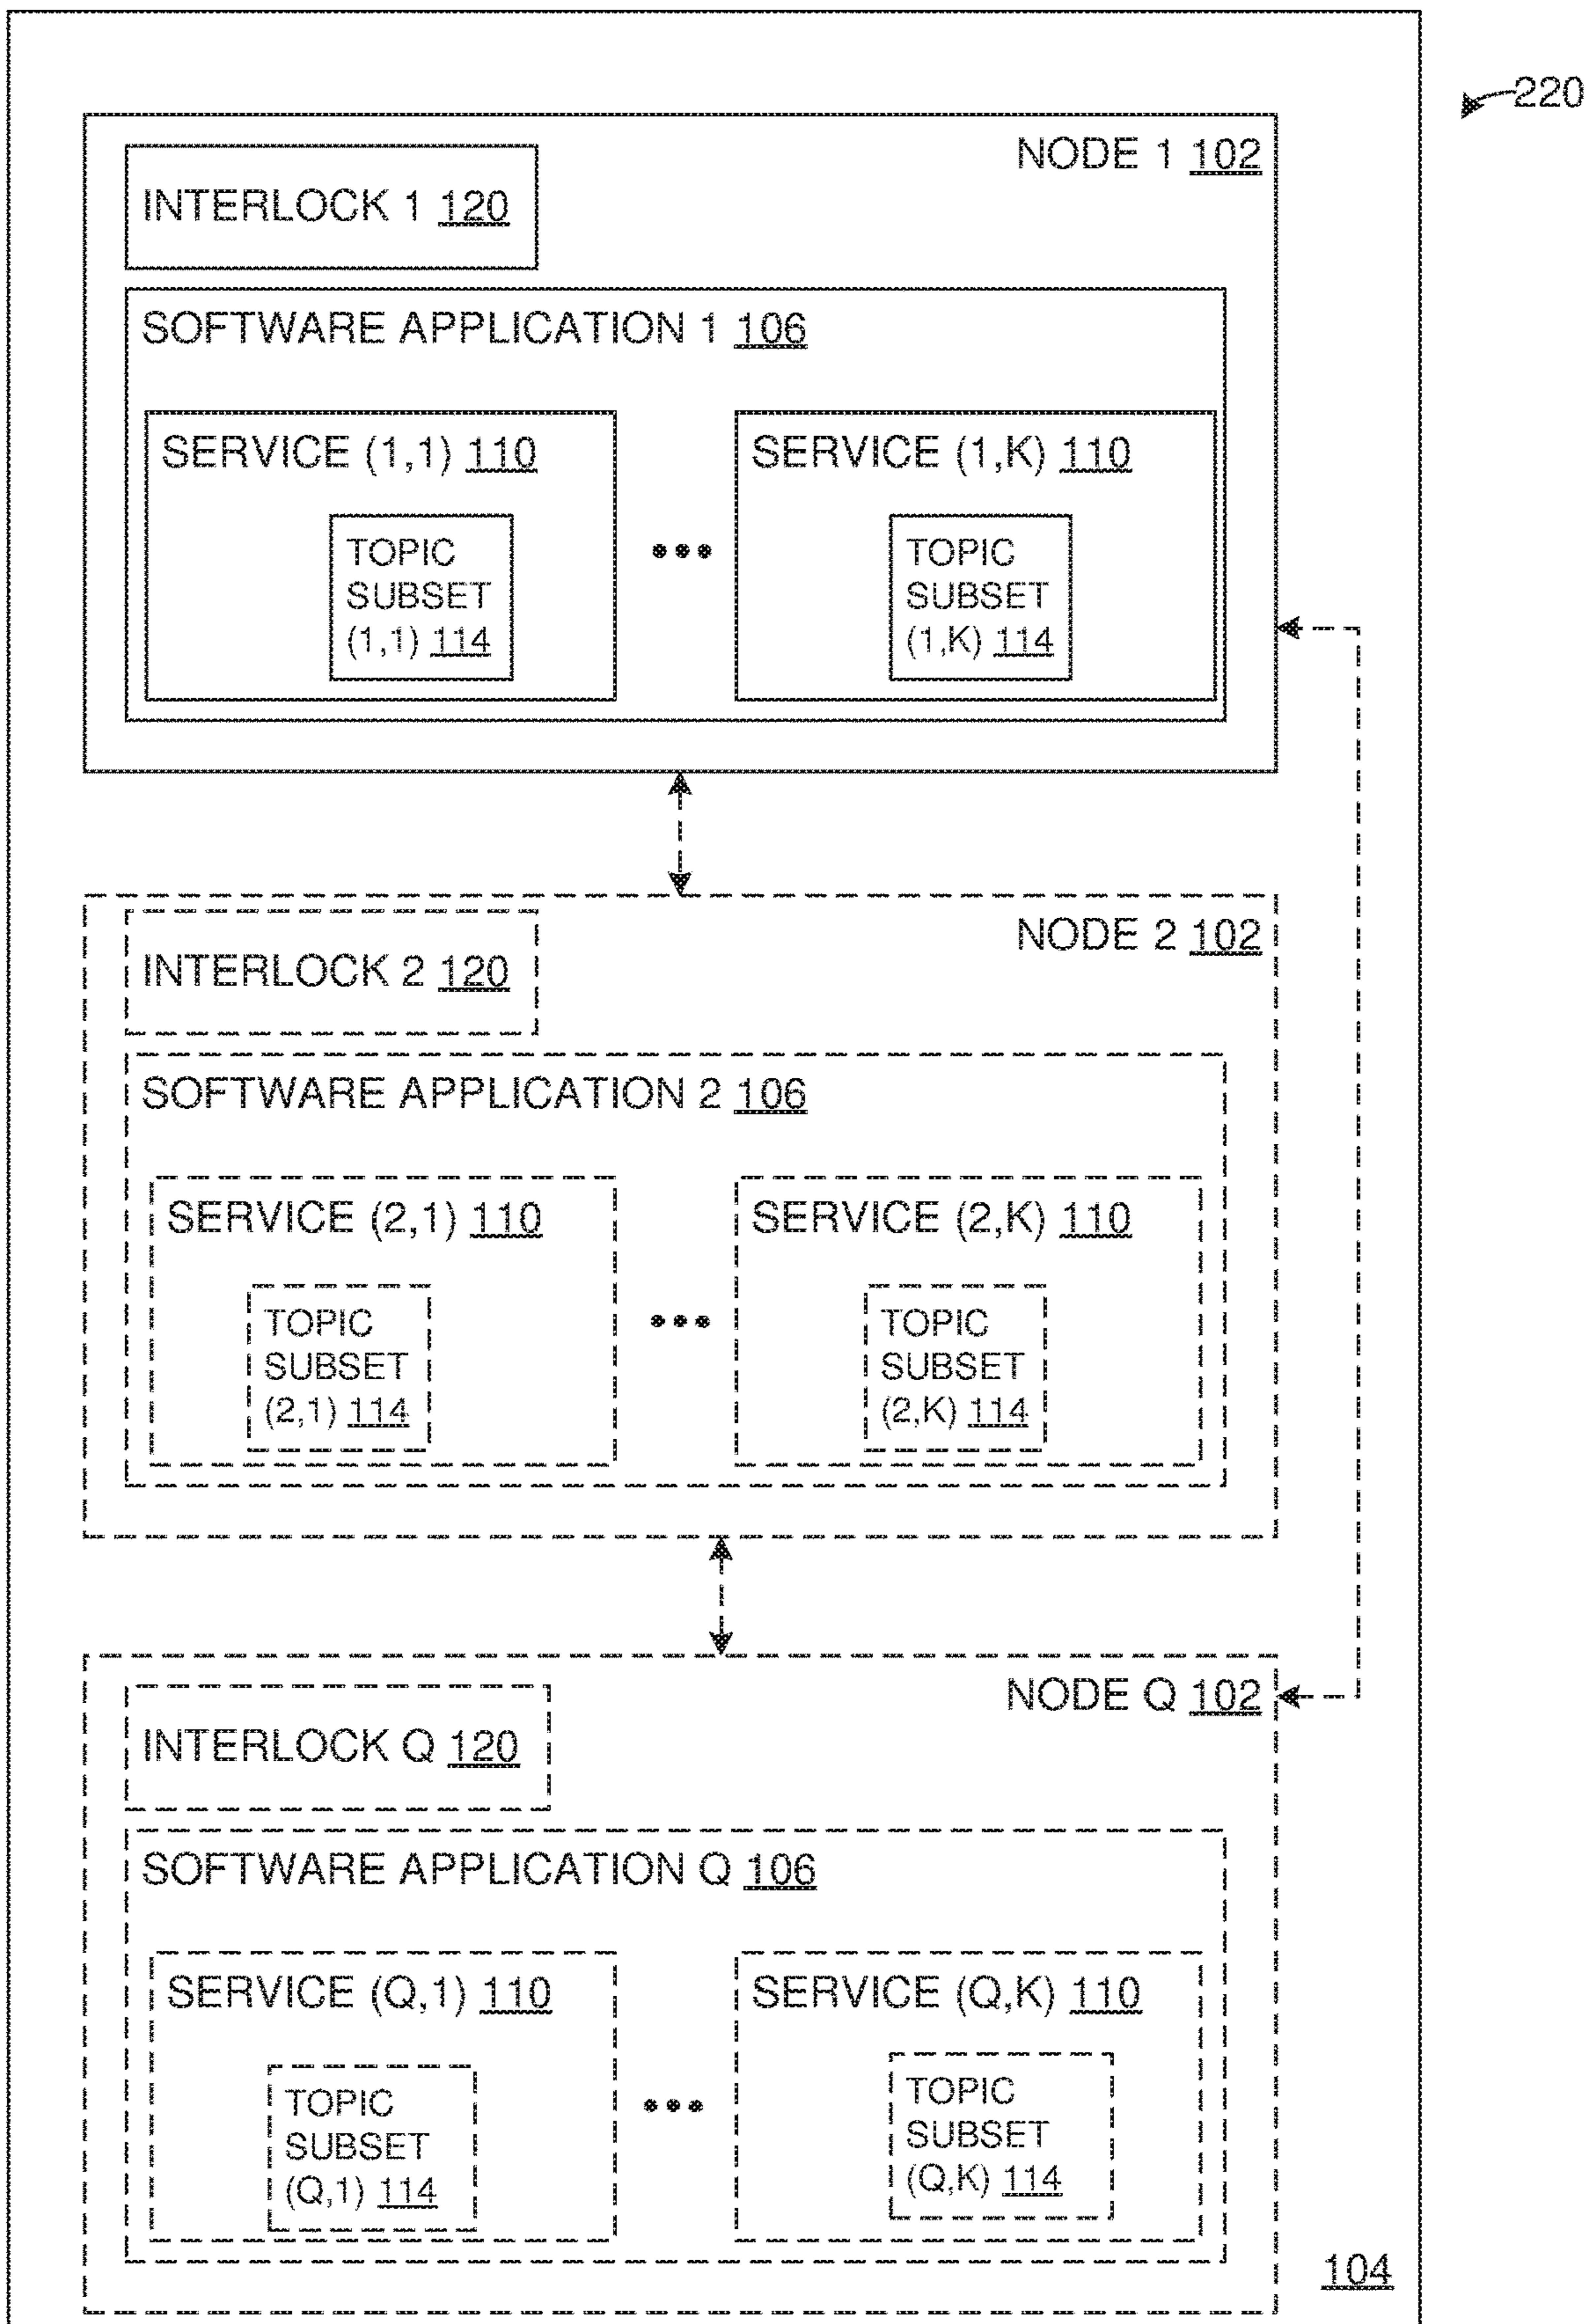 220
NODE 1 102
INTERLOCK 1 120
SOFTWARE APPLICATION 1 106
SERVICE (1,1) 110
TOPIC
SUBSET
(1,1) 114
•••
SERVICE (1,K) 110
TOPIC
SUBSET
(1,K) 114
NODE 2 102
INTERLOCK 2 120
SOFTWARE APPLICATION 2 106
SERVICE (2,1) 110
TOPIC
SUBSET
(2,1) 114
•••
SERVICE (2,K) 110
TOPIC
SUBSET
(2,K) 114
NODE Q 102
INTERLOCK Q 120
SOFTWARE APPLICATION Q 106
SERVICE (Q,1) 110
TOPIC
SUBSET
(Q,1) 114
•••
SERVICE (Q,K) 110
TOPIC
SUBSET
(Q,K) 114
104